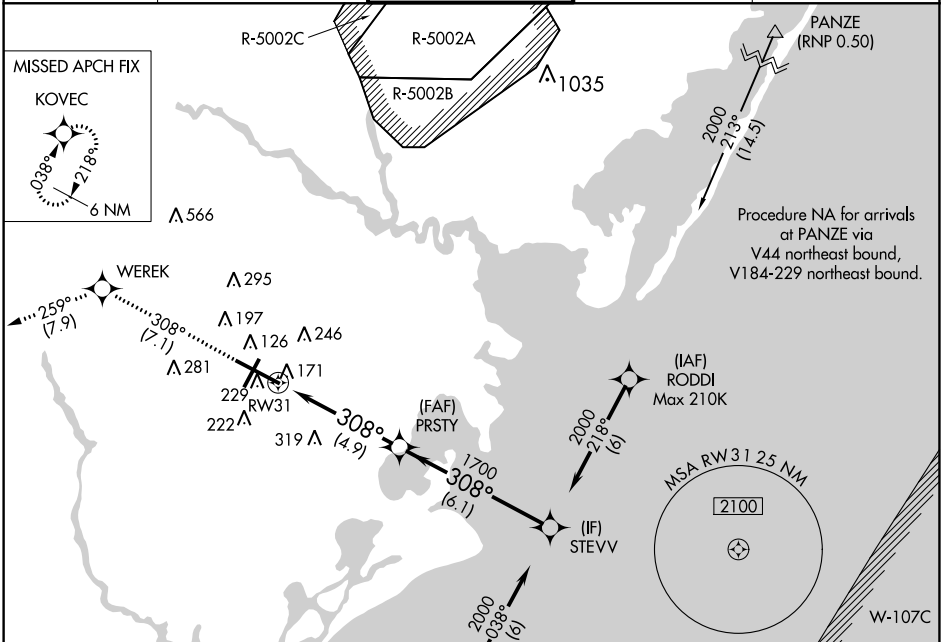 R-5002C
R-5002A
R-5002B
1035
PANZE
(RNP 0.50)
2000
213°
(14.5)
MISSED APCH FIX
KOVEC
038°
218°
6 NM
566
Procedure NA for arrivals
at PANZE via
V44 northeast bound,
V184-229 northeast bound.
WEREK
259°
(7.9)
308°
(7.1)
295
197
126
246
281
171
229
RW31
222
319
308°
(4.9)
(FAF)
PRSTY
1700
308°
(6.1)
(IAF)
RODDI
Max 210K
2000
218°
(6)
(IF)
STEVV
2000
038°
(6)
MSA RW31 25 NM
2100
W-107C